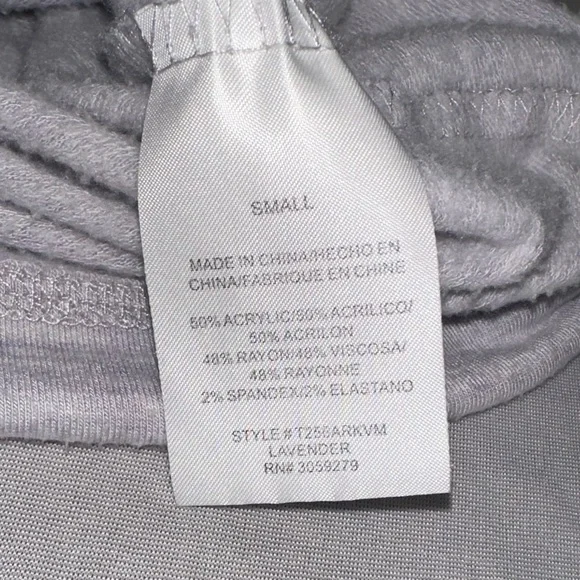 SMALL
MADE IN CHINA/HECHO EN
CHINA/FABRIQUE EN CHINE
50% ACRYLIC/50% ACRILICO/
50% ACRILON
48% RAYON/48% VISCOSA/
48% RAYONNE
2% SPANDEX/2% ELASTANO
STYLE # T256ARKVM
LAVENDER
RN# 3059279